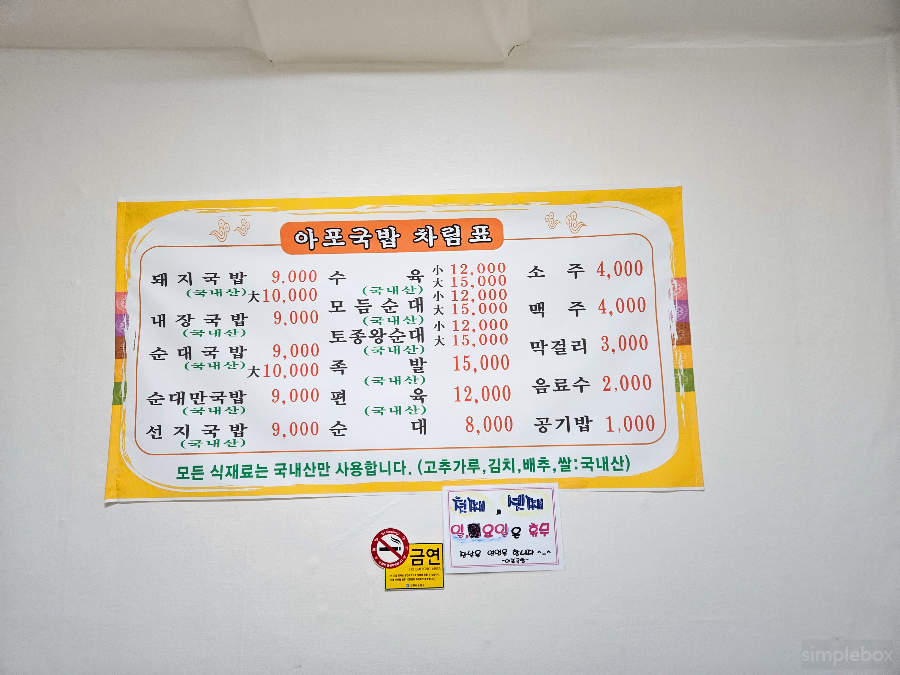 아포국밥 차림표
돼지국밥 9,000
(국내산) 大 10,000
내장국밥 9,000
(국내산)
순대국밥 9,000
(국내산) 大 10,000
순대만국밥 9,000
(국내산)
선지국밥 9,000
(국내산)
수육 小 12,000
(국내산) 大 15,000
모듬순대 小 12,000
(국내산) 大 15,000
토종왕순대 小 12,000
(국내산) 大 15,000
족발 15,000
(국내산)
편육 12,000
(국내산)
순대 8,000
소주 4,000
맥주 4,000
막걸리 3,000
음료수 2,000
공기밥 1,000
모든 식재료는 국내산만 사용합니다. (고추가루,김치,배추,쌀:국내산)
금연
simplebox